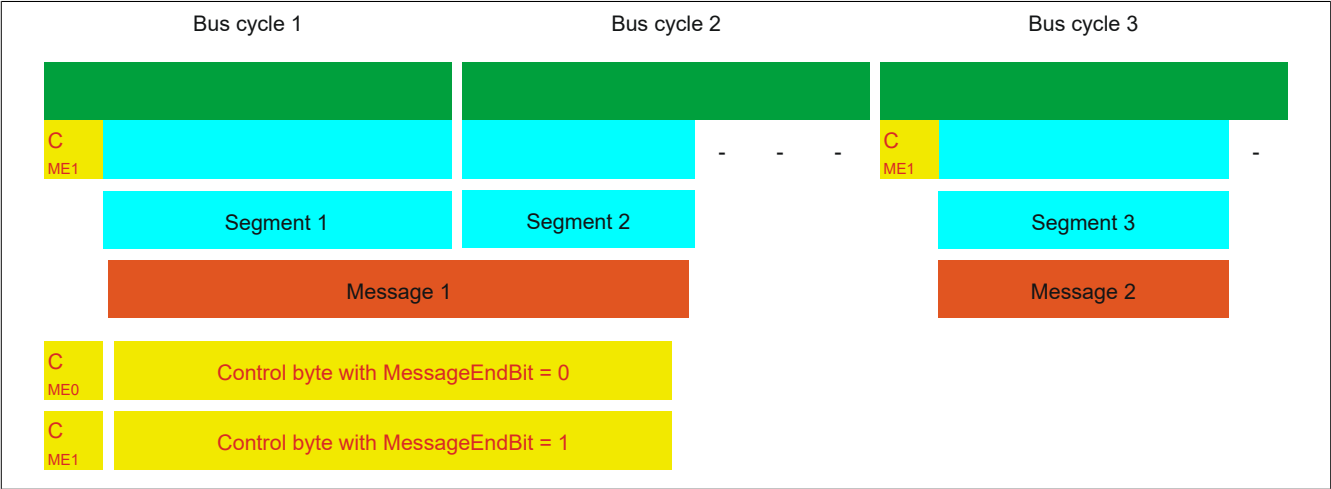 Bus cycle 1 Bus cycle 2 Bus cycle 3
C
ME1
- - -
C
ME1
-
Segment 1 Segment 2 Segment 3
Message 1 Message 2
C
ME0
Control byte with MessageEndBit = 0
C
ME1
Control byte with MessageEndBit = 1